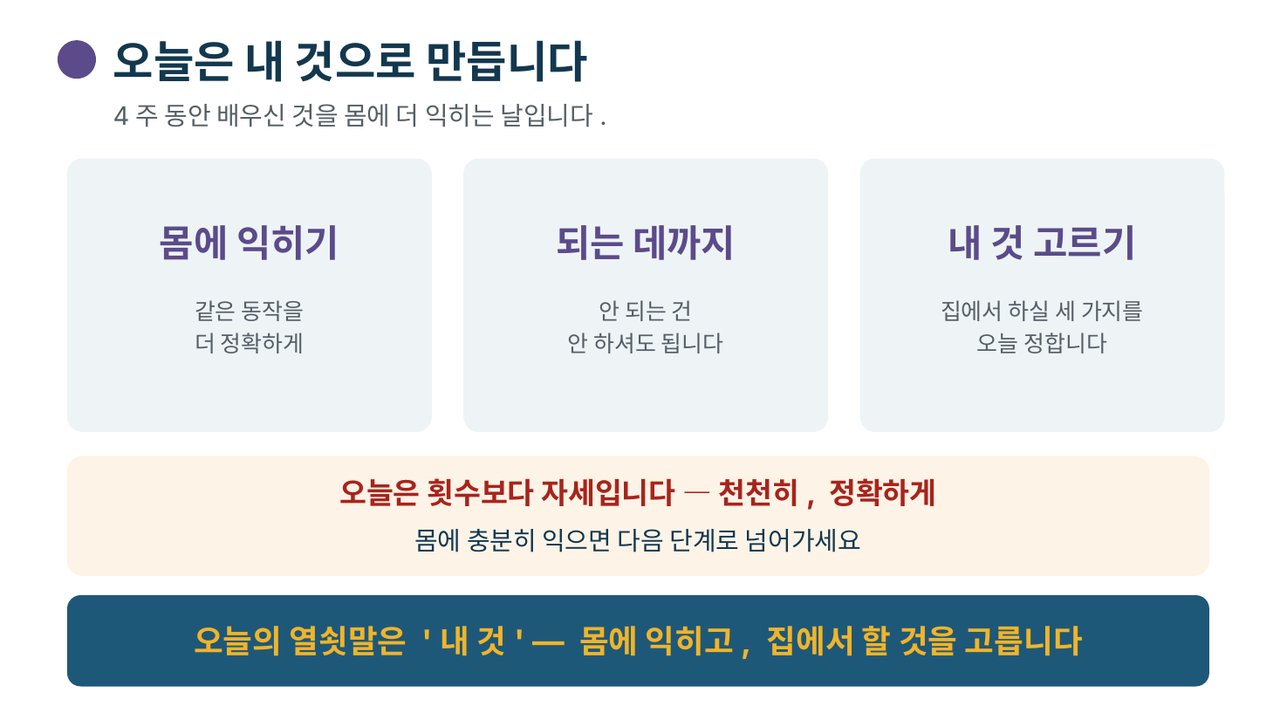 오늘은 내 것으로 만듭니다
4 주 동안 배우신 것을 몸에 더 익히는 날입니다 .
몸에 익히기
같은 동작을
더 정확하게
되는 데까지
안 되는 건
안 하셔도 됩니다
내 것 고르기
집에서 하실 세 가지를
오늘 정합니다
오늘은 횟수보다 자세입니다 — 천천히 , 정확하게
몸에 충분히 익으면 다음 단계로 넘어가세요
오늘의 열쇳말은 ' 내 것 ' — 몸에 익히고 , 집에서 할 것을 고릅니다